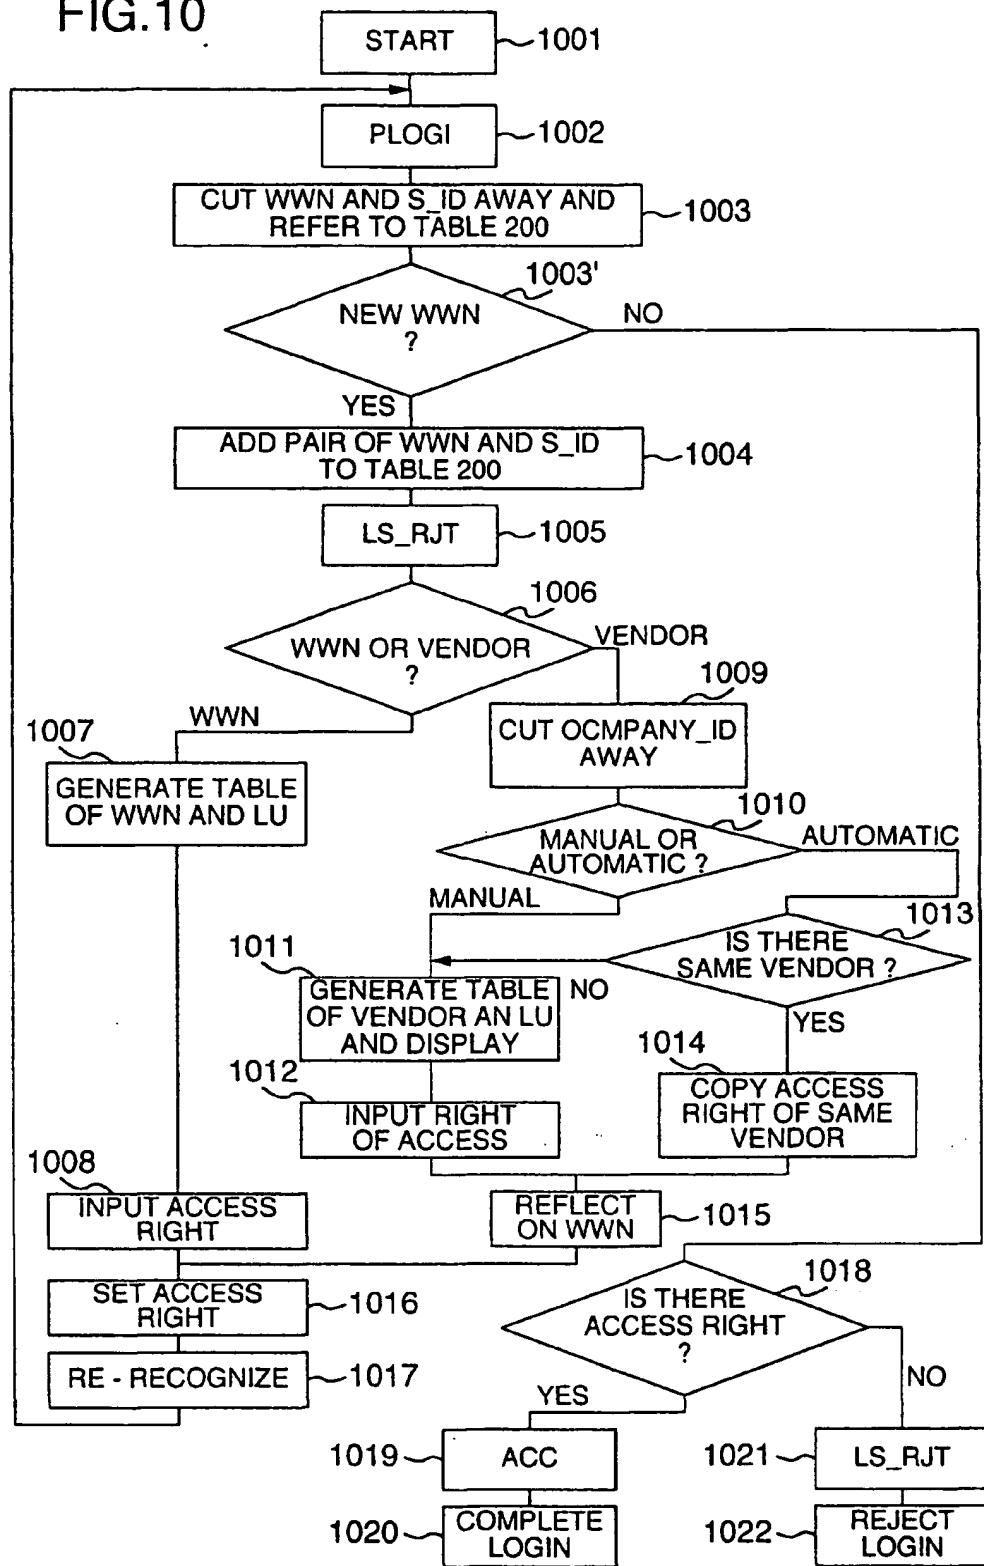 FIG.10
START
1001
PLOGI
1002
CUT WWN AND S_ID AWAY AND
REFER TO TABLE 200
1003
1003'
NEW WWN
?
NO
YES
ADD PAIR OF WWN AND S_ID
TO TABLE 200
1004
LS_RJT
1005
1006
WWN OR VENDOR
?
VENDOR
WWN
1007
GENERATE TABLE
OF WWN AND LU
1009
CUT OCMPANY_ID
AWAY
1010
MANUAL OR
AUTOMATIC ?
AUTOMATIC
MANUAL
1013
IS THERE
SAME VENDOR ?
NO
YES
1011
GENERATE TABLE
OF VENDOR AN LU
AND DISPLAY
1012
INPUT RIGHT
OF ACCESS
1014
COPY ACCESS
RIGHT OF SAME
VENDOR
1008
INPUT ACCESS
RIGHT
REFLECT
ON WWN
1015
SET ACCESS
RIGHT
1016
RE - RECOGNIZE
1017
1018
IS THERE
ACCESS RIGHT
?
YES
NO
1019
ACC
1020
COMPLETE
LOGIN
1021
LS_RJT
1022
REJECT
LOGIN